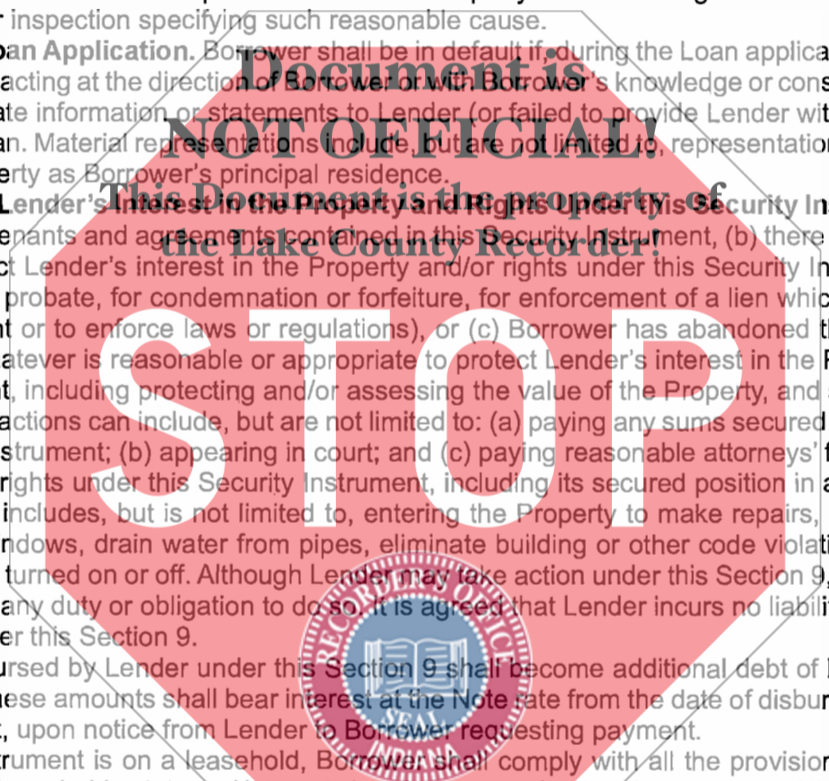 r inspection specifying such reasonable cause.
oan Application. Borrower shall be in default if, during the Loan applica
acting at the direction of Borrower or with Borrower's knowledge or cons
Document is
ate information or statements to Lender (or failed to provide Lender wit
NOT OFFICIAL!
an. Material representations include, but are not limited to, representation
erty as Borrower's principal residence.
This Document is the property of
Lender's Interest in the Property and Rights Under this Security In
enants and agreements contained in this Security Instrument, (b) there
the Lake County Recorder!
ct Lender's interest in the Property and/or rights under this Security In
probate, for condemnation or forfeiture, for enforcement of a lien whic
nt or to enforce laws or regulations), or (c) Borrower has abandoned t
atever is reasonable or appropriate to protect Lender's interest in the P
t, including protecting and/or assessing the value of the Property, and
STOP
actions can include, but are not limited to: (a) paying any sums secured
strument; (b) appearing in court; and (c) paying reasonable attorneys' f
rights under this Security Instrument, including its secured position in a
includes, but is not limited to, entering the Property to make repairs,
ndows, drain water from pipes, eliminate building or other code violati
turned on or off. Although Lender may take action under this Section 9,
any duty or obligation to do so. It is agreed that Lender incurs no liabili
er this Section 9.
RECORDER'S OFFICE
SEAL
INDIANA
ursed by Lender under this Section 9 shall become additional debt of
ese amounts shall bear interest at the Note rate from the date of disbur
, upon notice from Lender to Borrower requesting payment.
rument is on a leasehold, Borrower shall comply with all the provision